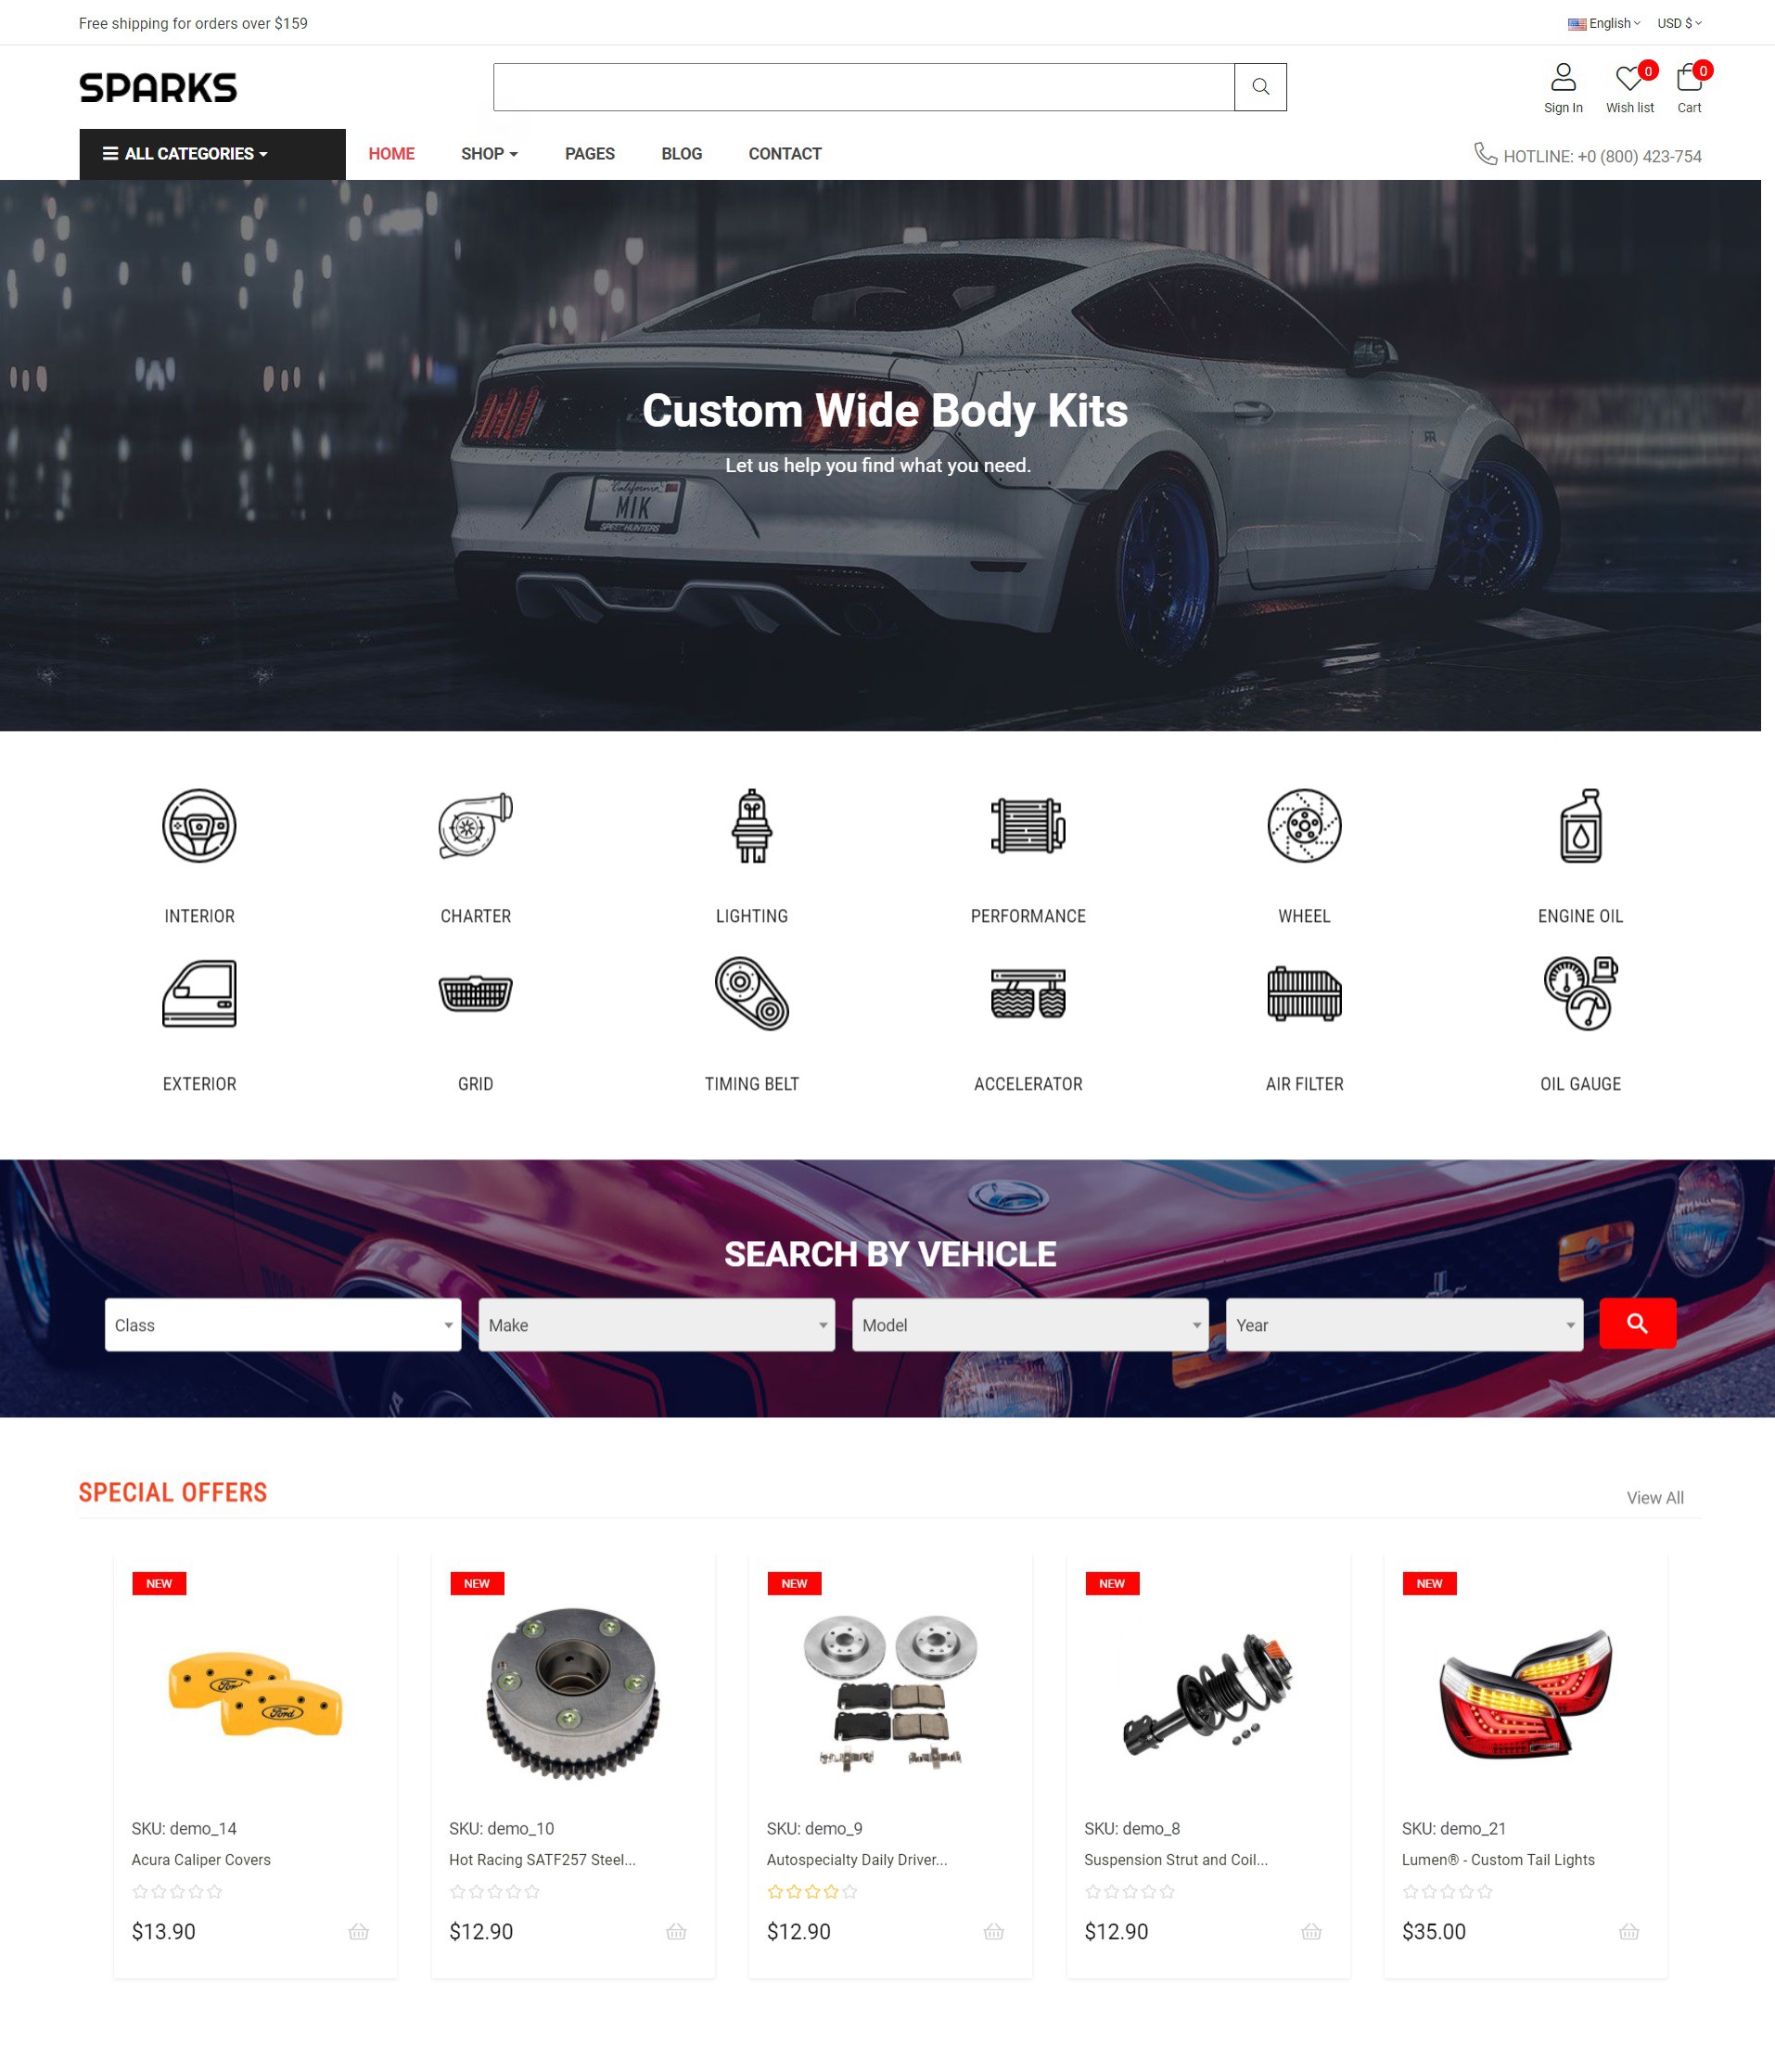 Free shipping for orders over $159
English
USD $
SPARKS
0
0
Sign In
Wish list
Cart
ALL CATEGORIES
HOME
SHOP
PAGES
BLOG
CONTACT
HOTLINE: +0 (800) 423-754
Custom Wide Body Kits
Let us help you find what you need.
California
MIK
SPEEDHUNTERS
RR
INTERIOR
CHARTER
LIGHTING
PERFORMANCE
WHEEL
ENGINE OIL
EXTERIOR
GRID
TIMING BELT
ACCELERATOR
AIR FILTER
OIL GAUGE
SEARCH BY VEHICLE
Class
Make
Model
Year
SPECIAL OFFERS
View All
NEW
NEW
NEW
NEW
NEW
Ford
Ford
SKU: demo_14
Acura Caliper Covers
$13.90
SKU: demo_10
Hot Racing SATF257 Steel...
$12.90
SKU: demo_9
Autospecialty Daily Driver...
$12.90
SKU: demo_8
Suspension Strut and Coil...
$12.90
SKU: demo_21
Lumen® - Custom Tail Lights
$35.00